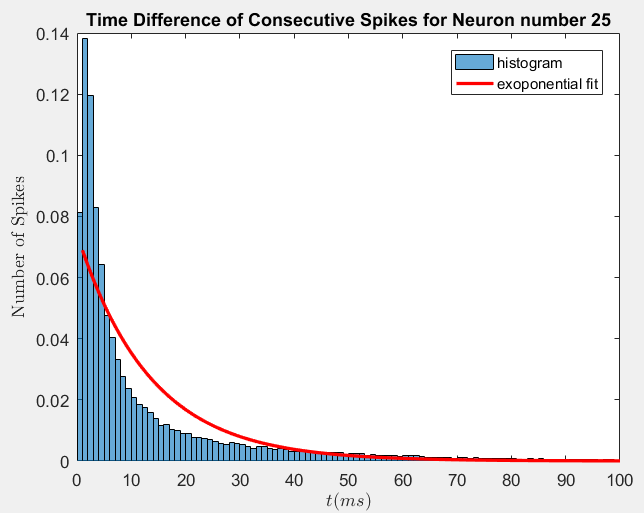 Time Difference of Consecutive Spikes for Neuron number 25
0.14
0.12
0.1
0.08
0.06
0.04
0.02
0
Number of Spikes
histogram
exoponential fit
0 10 20 30 40 50 60 70 80 90 100
t(ms)